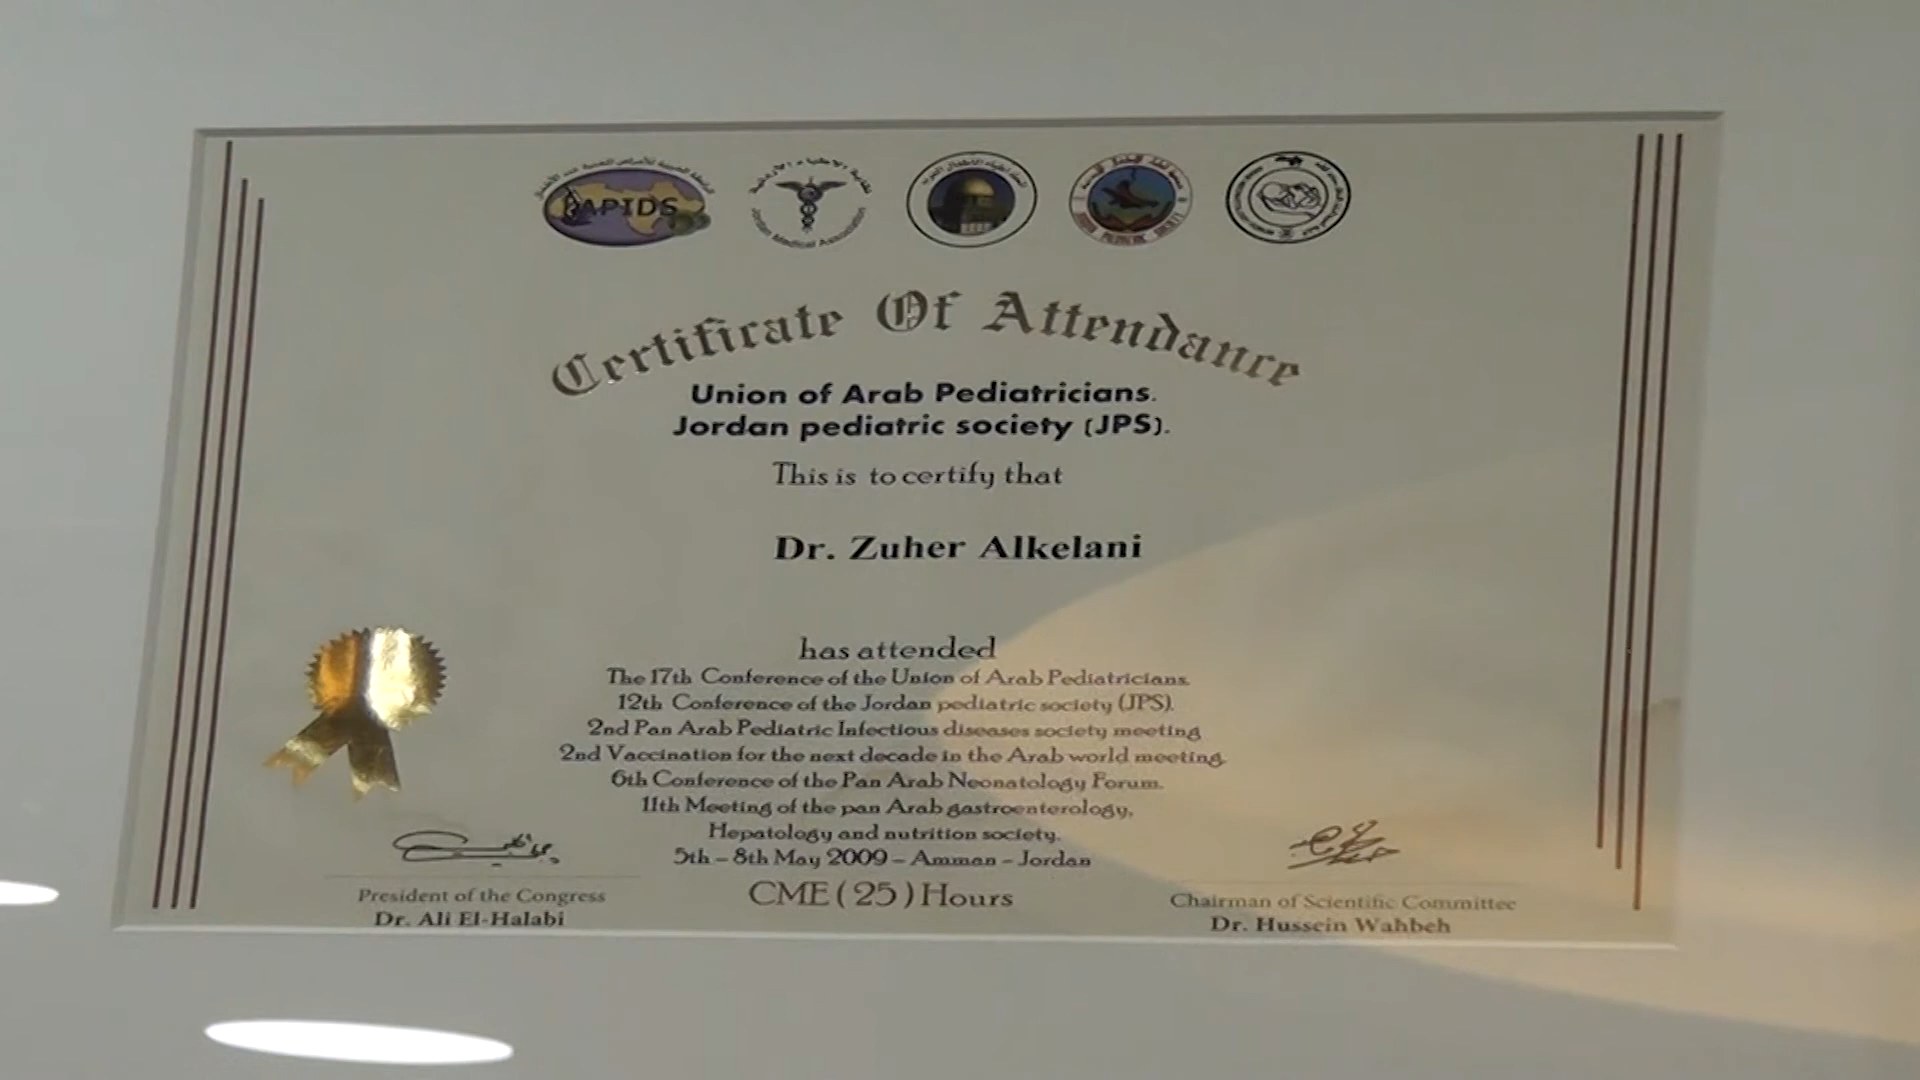 APIDS
Jordan Medical Association
Certificate Of Attendance
Union of Arab Pediatricians.
Jordan pediatric society (JPS).
This is to certify that
Dr. Zuher Alkelani
has attended
The 17th Conference of the Union of Arab Pediatricians.
12th Conference of the Jordan pediatric society (JPS).
2nd Pan Arab Pediatric Infectious diseases society meeting
2nd Vaccination for the next decade in the Arab world meeting.
6th Conference of the Pan Arab Neonatology Forum.
11th Meeting of the pan Arab gastroenterology,
Hepatology and nutrition society.
5th - 8th May 2009 - Amman - Jordan
CME ( 25 ) Hours
President of the Congress
Dr. Ali El-Halabi
Chairman of Scientific Committee
Dr. Hussein Wahbeh